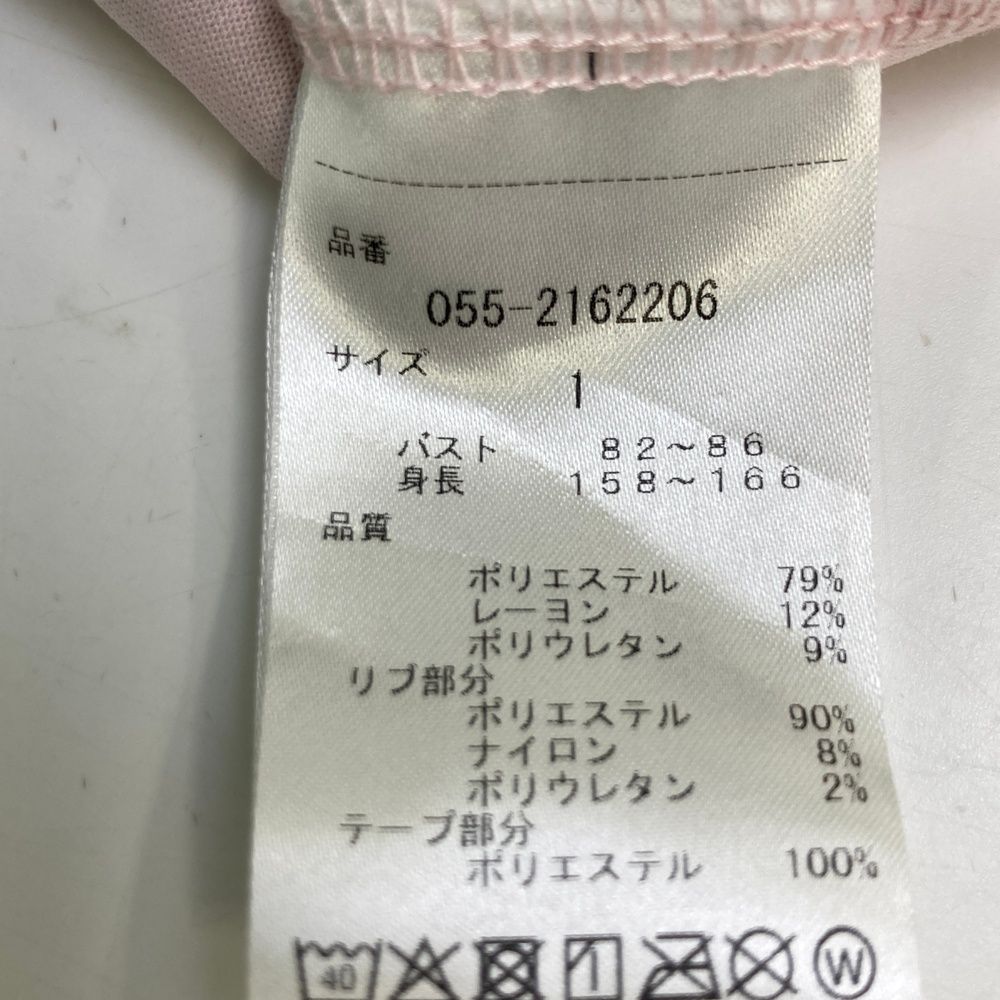 品番
055-2162206
サイズ
1
バスト 82～86
身長 158～166
品質
ポリエステル 79%
レーヨン 12%
ポリウレタン 9%
リブ部分
ポリエステル 90%
ナイロン 8%
ポリウレタン 2%
テープ部分
ポリエステル 100%
40 W